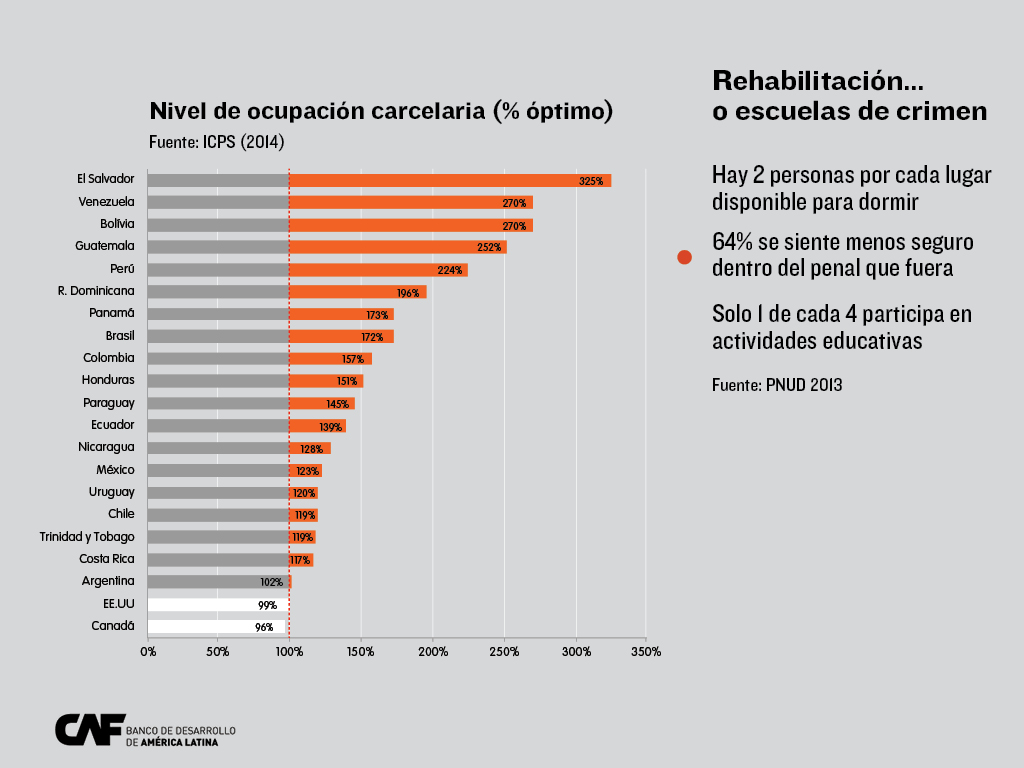 Rehabilitación...
o escuelas de crimen
Nivel de ocupación carcelaria (% óptimo)
Fuente: ICPS (2014)
El Salvador 325%
Venezuela 270%
Bolívia 270%
Guatemala 252%
Perú 224%
R. Dominicana 196%
Panamá 173%
Brasil 172%
Colombia 157%
Honduras 151%
Paraguay 145%
Ecuador 139%
Nicaragua 128%
México 123%
Uruguay 120%
Chile 119%
Trinidad y Tobago 119%
Costa Rica 117%
Argentina 102%
EE.UU 99%
Canadá 96%
0% 50% 100% 150% 200% 250% 300% 350%
Hay 2 personas por cada lugar
disponible para dormir
64% se siente menos seguro
dentro del penal que fuera
Solo 1 de cada 4 participa en
actividades educativas
Fuente: PNUD 2013
CAF BANCO DE DESARROLLO
DE AMÉRICA LATINA